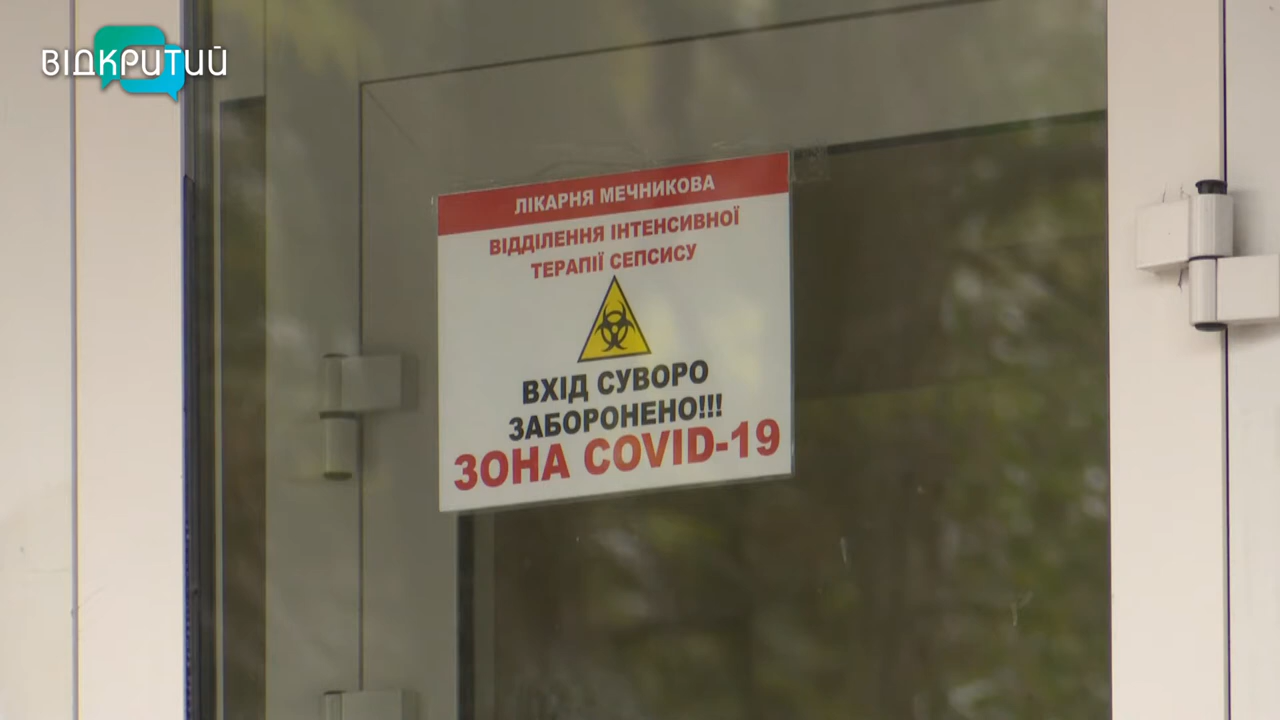 ВІДКРИТИЙ
ЛІКАРНЯ МЕЧНИКОВА
ВІДДІЛЕННЯ ІНТЕНСИВНОЇ
ТЕРАПІЇ СЕПСИСУ
ВХІД СУВОРО
ЗАБОРОНЕНО!!!
ЗОНА COVID-19